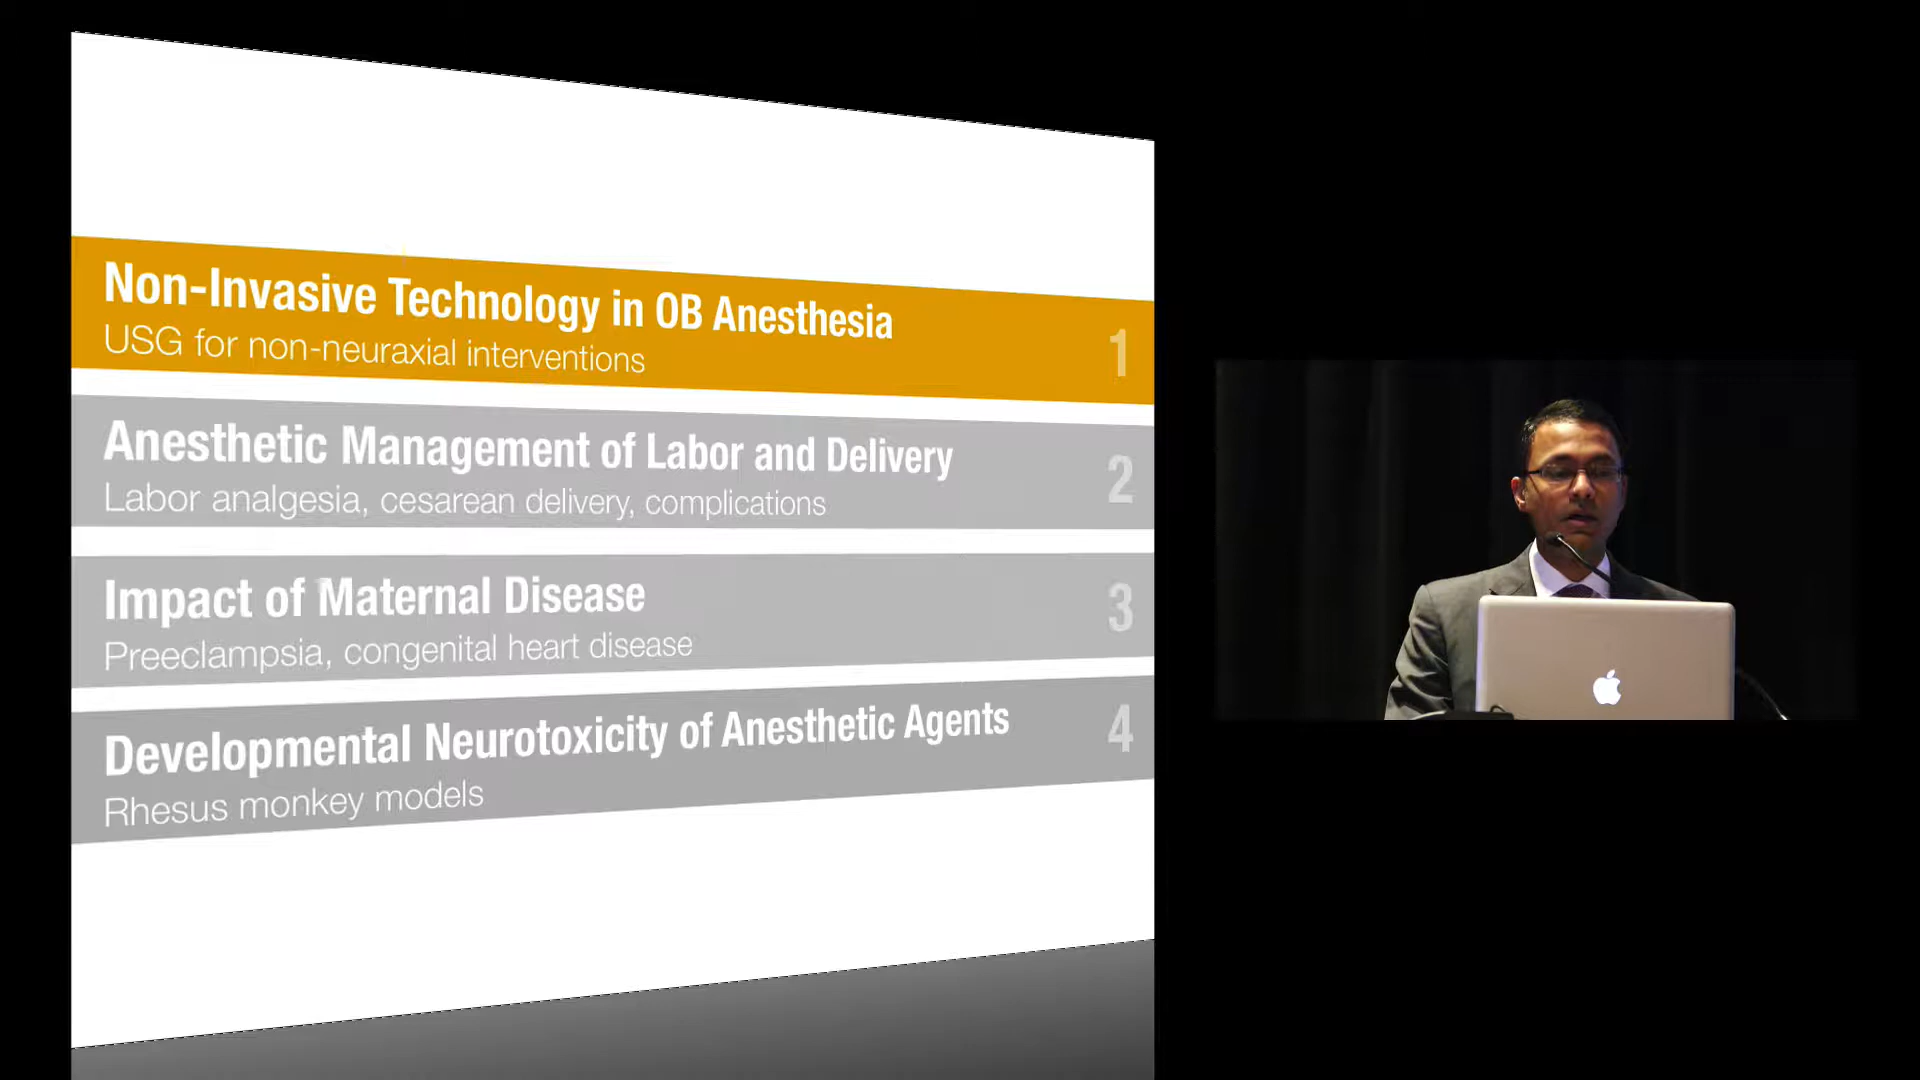 Non-Invasive Technology in OB Anesthesia
USG for non-neuraxial interventions
1
Anesthetic Management of Labor and Delivery
Labor analgesia, cesarean delivery, complications
2
Impact of Maternal Disease
Preeclampsia, congenital heart disease
3
Developmental Neurotoxicity of Anesthetic Agents
Rhesus monkey models
4